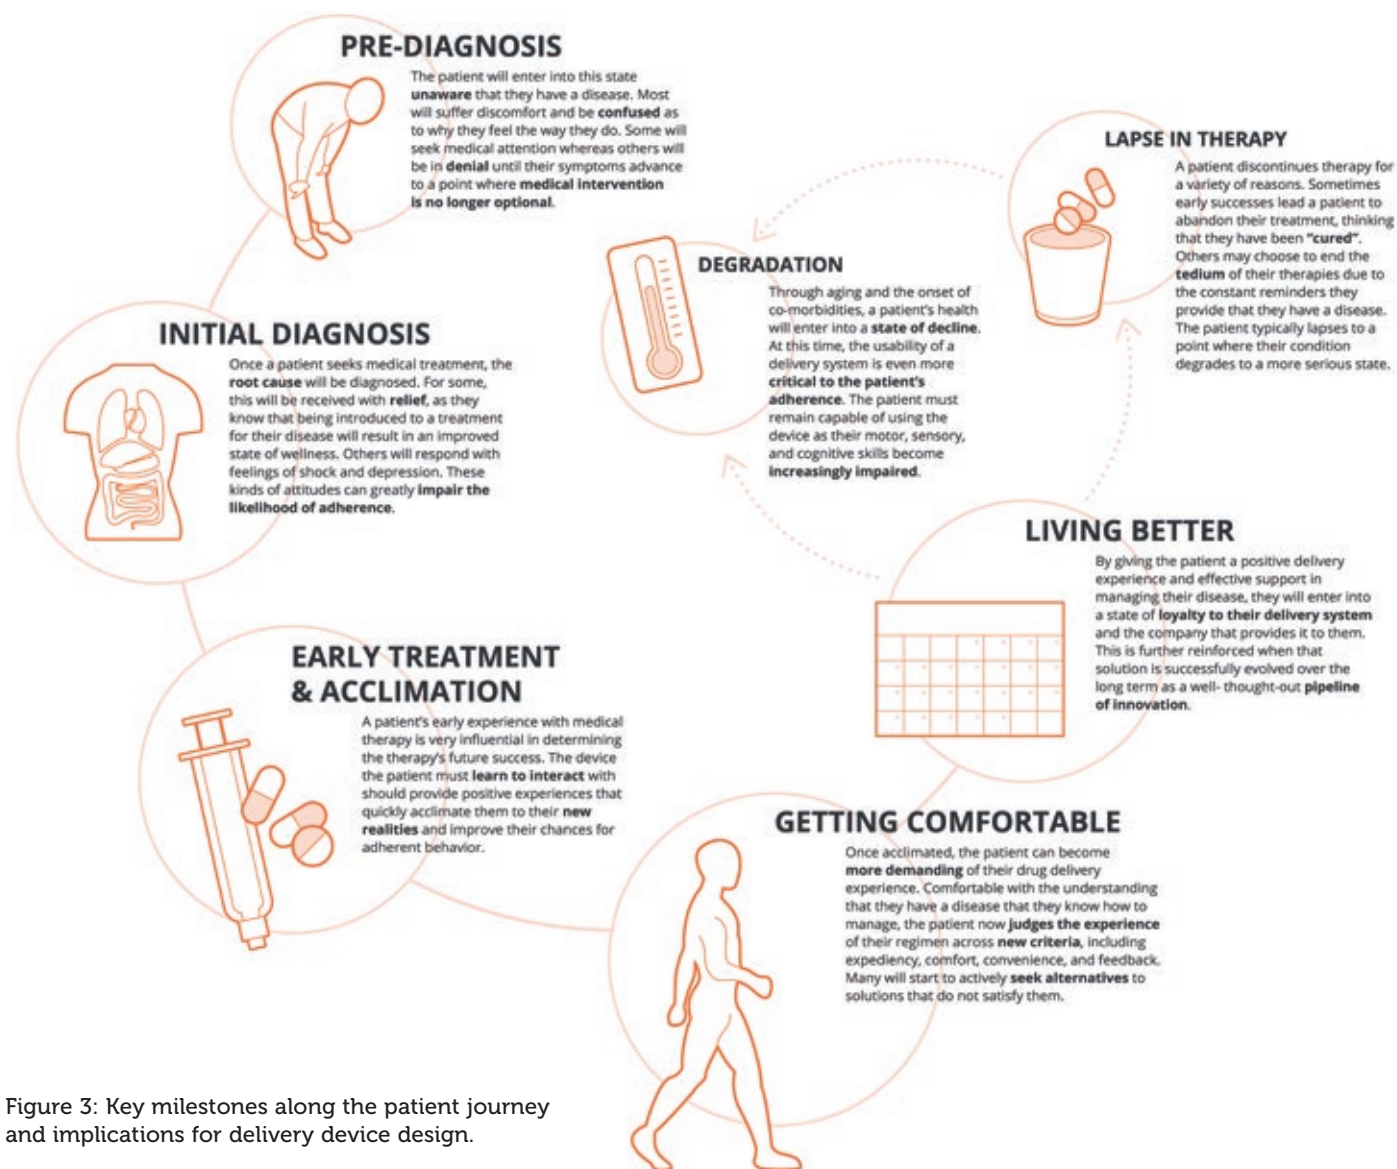 PRE-DIAGNOSIS
The patient will enter into this state
unaware that they have a disease. Most
will suffer discomfort and be confused as
to why they feel the way they do. Some will
seek medical attention whereas others will
be in denial until their symptoms advance
to a point where medical intervention
is no longer optional.
INITIAL DIAGNOSIS
Once a patient seeks medical treatment, the
root cause will be diagnosed. For some,
this will be received with relief, as they
know that being introduced to a treatment
for their disease will result in an improved
state of wellness. Others will respond with
feelings of shock and depression. These
kinds of attitudes can greatly impair the
likelihood of adherence.
EARLY TREATMENT
& ACCLIMATION
A patient's early experience with medical
therapy is very influential in determining
the therapy's future success. The device
the patient must learn to interact with
should provide positive experiences that
quickly acclimate them to their new
realities and improve their chances for
adherent behavior.
GETTING COMFORTABLE
Once acclimated, the patient can become
more demanding of their drug delivery
experience. Comfortable with the understanding
that they have a disease that they know how to
manage, the patient now judges the experience
of their regimen across new criteria, including
expediency, comfort, convenience, and feedback.
Many will start to actively seek alternatives to
solutions that do not satisfy them.
LIVING BETTER
By giving the patient a positive delivery
experience and effective support in
managing their disease, they will enter into
a state of loyalty to their delivery system
and the company that provides it to them.
This is further reinforced when that
solution is successfully evolved over the
long term as a well- thought-out pipeline
of innovation.
LAPSE IN THERAPY
A patient discontinues therapy for
a variety of reasons. Sometimes
early successes lead a patient to
abandon their treatment, thinking
that they have been "cured".
Others may choose to end the
tedium of their therapies due to
the constant reminders they
provide that they have a disease.
The patient typically lapses to a
point where their condition
degrades to a more serious state.
DEGRADATION
Through aging and the onset of
co-morbidities, a patient's health
will enter into a state of decline.
At this time, the usability of a
delivery system is even more
critical to the patient's
adherence. The patient must
remain capable of using the
device as their motor, sensory,
and cognitive skills become
increasingly impaired.
Figure 3: Key milestones along the patient journey
and implications for delivery device design.